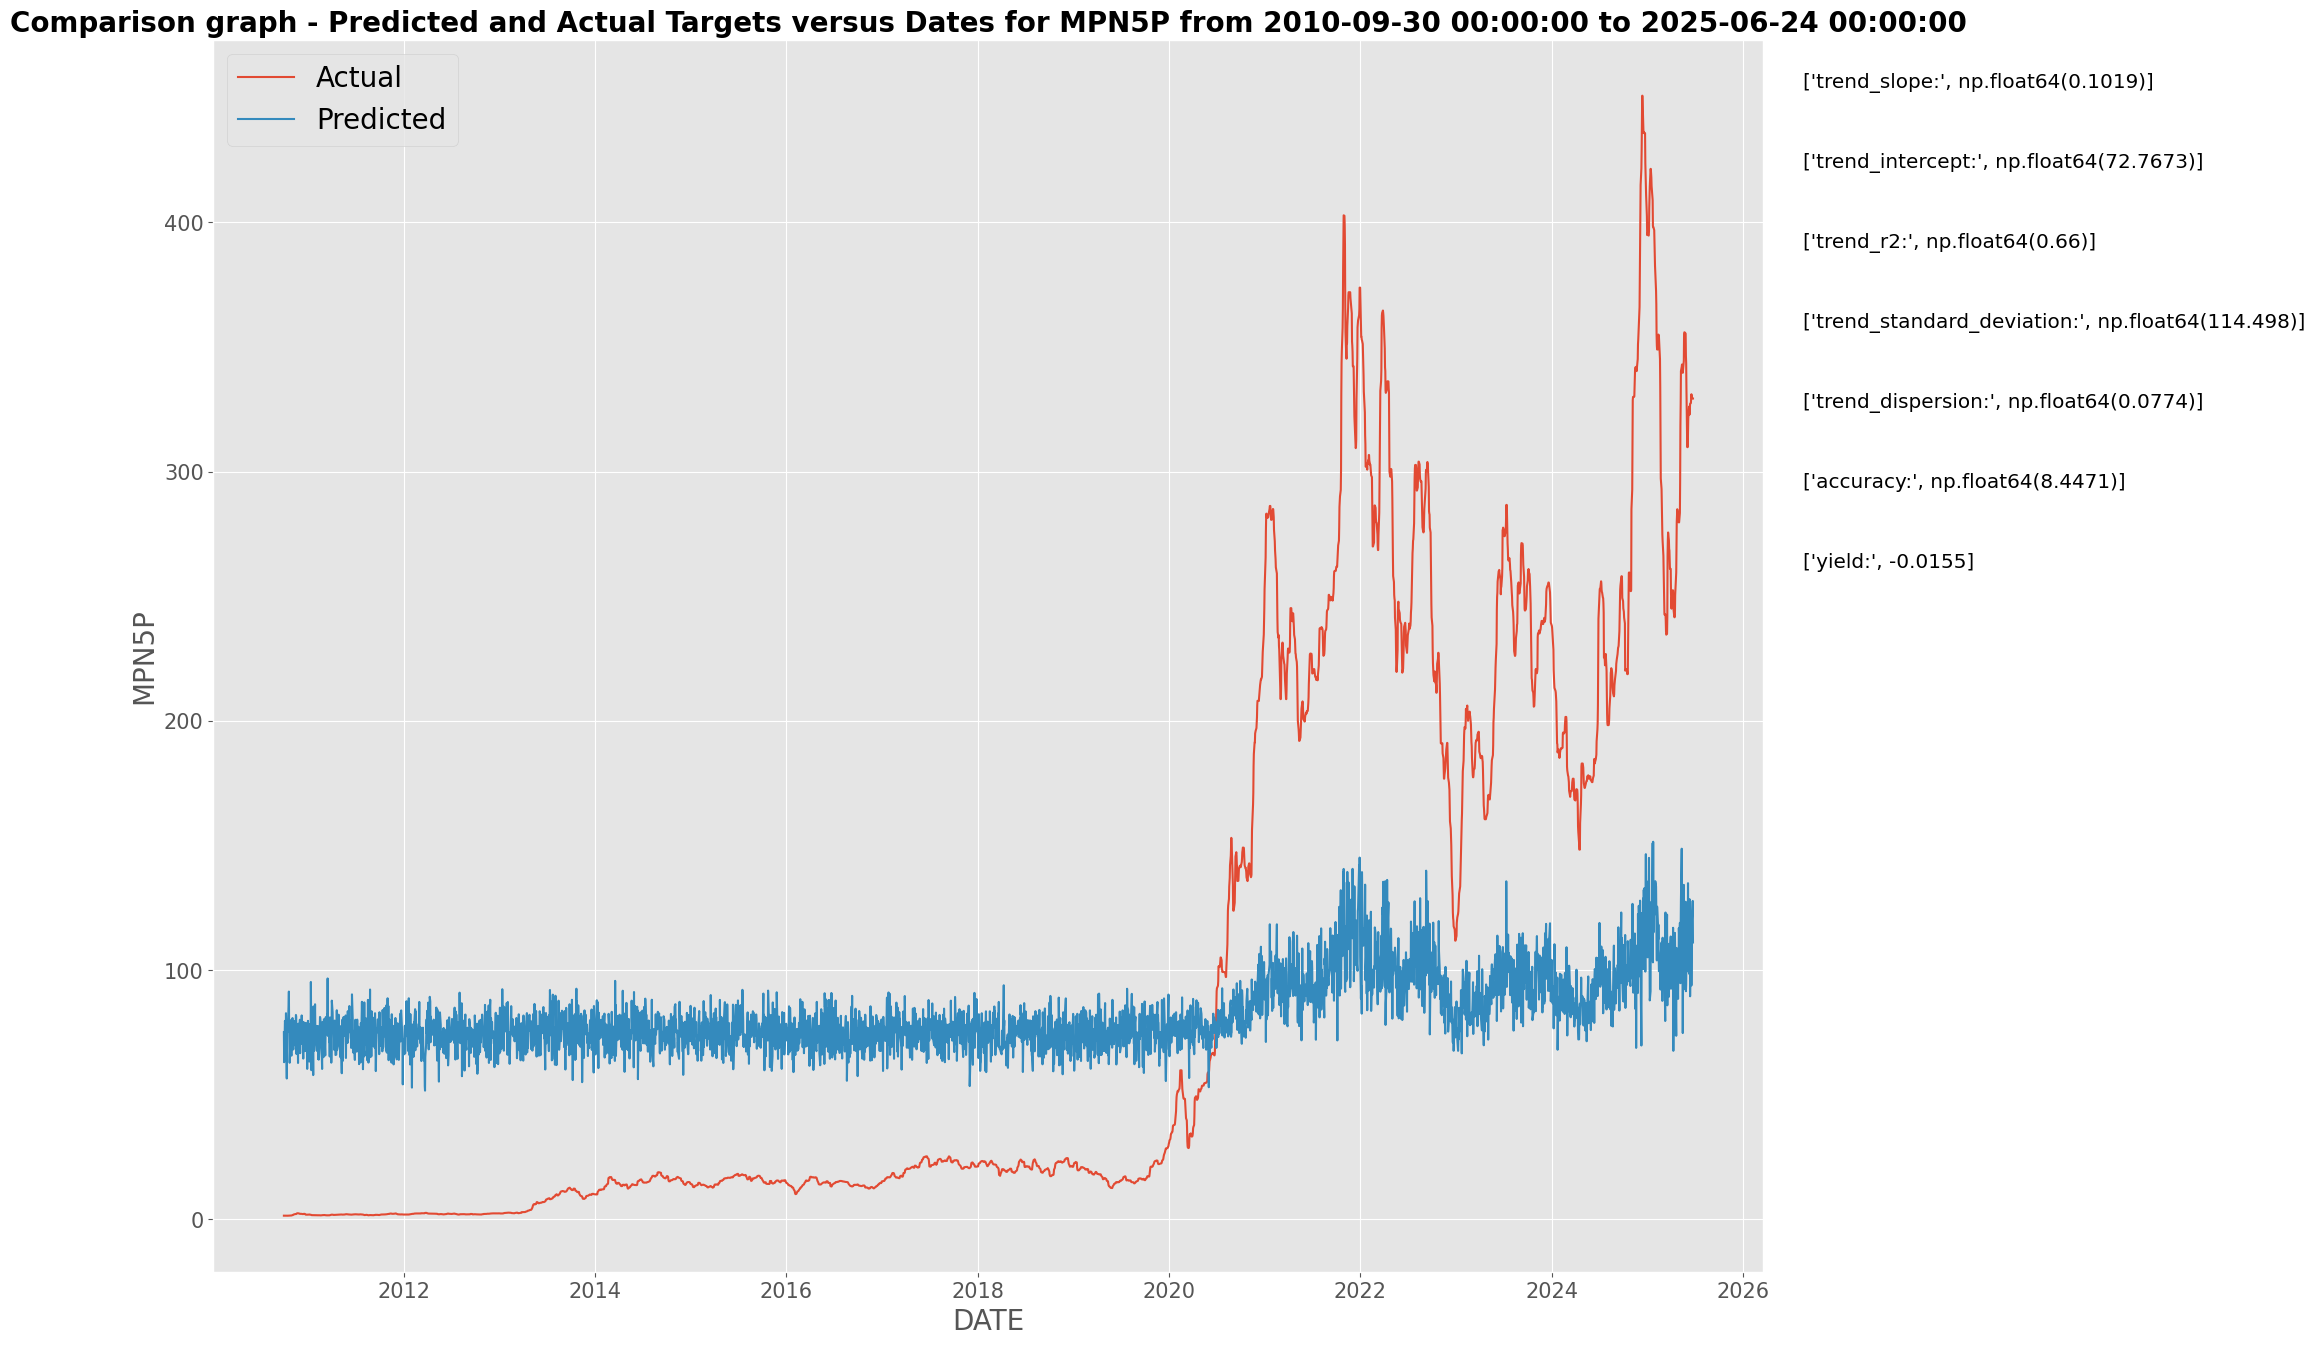 Comparison graph - Predicted and Actual Targets versus Dates for MPN5P from 2010-09-30 00:00:00 to 2025-06-24 00:00:00
Actual
Predicted
['trend_slope:', np.float64(0.1019)]
['trend_intercept:', np.float64(72.7673)]
['trend_r2:', np.float64(0.66)]
['trend_standard_deviation:', np.float64(114.498)]
['trend_dispersion:', np.float64(0.0774)]
['accuracy:', np.float64(8.4471)]
['yield:', -0.0155]
MPN5P
400
300
200
100
0
2012
2014
2016
2018
2020
2022
2024
2026
DATE